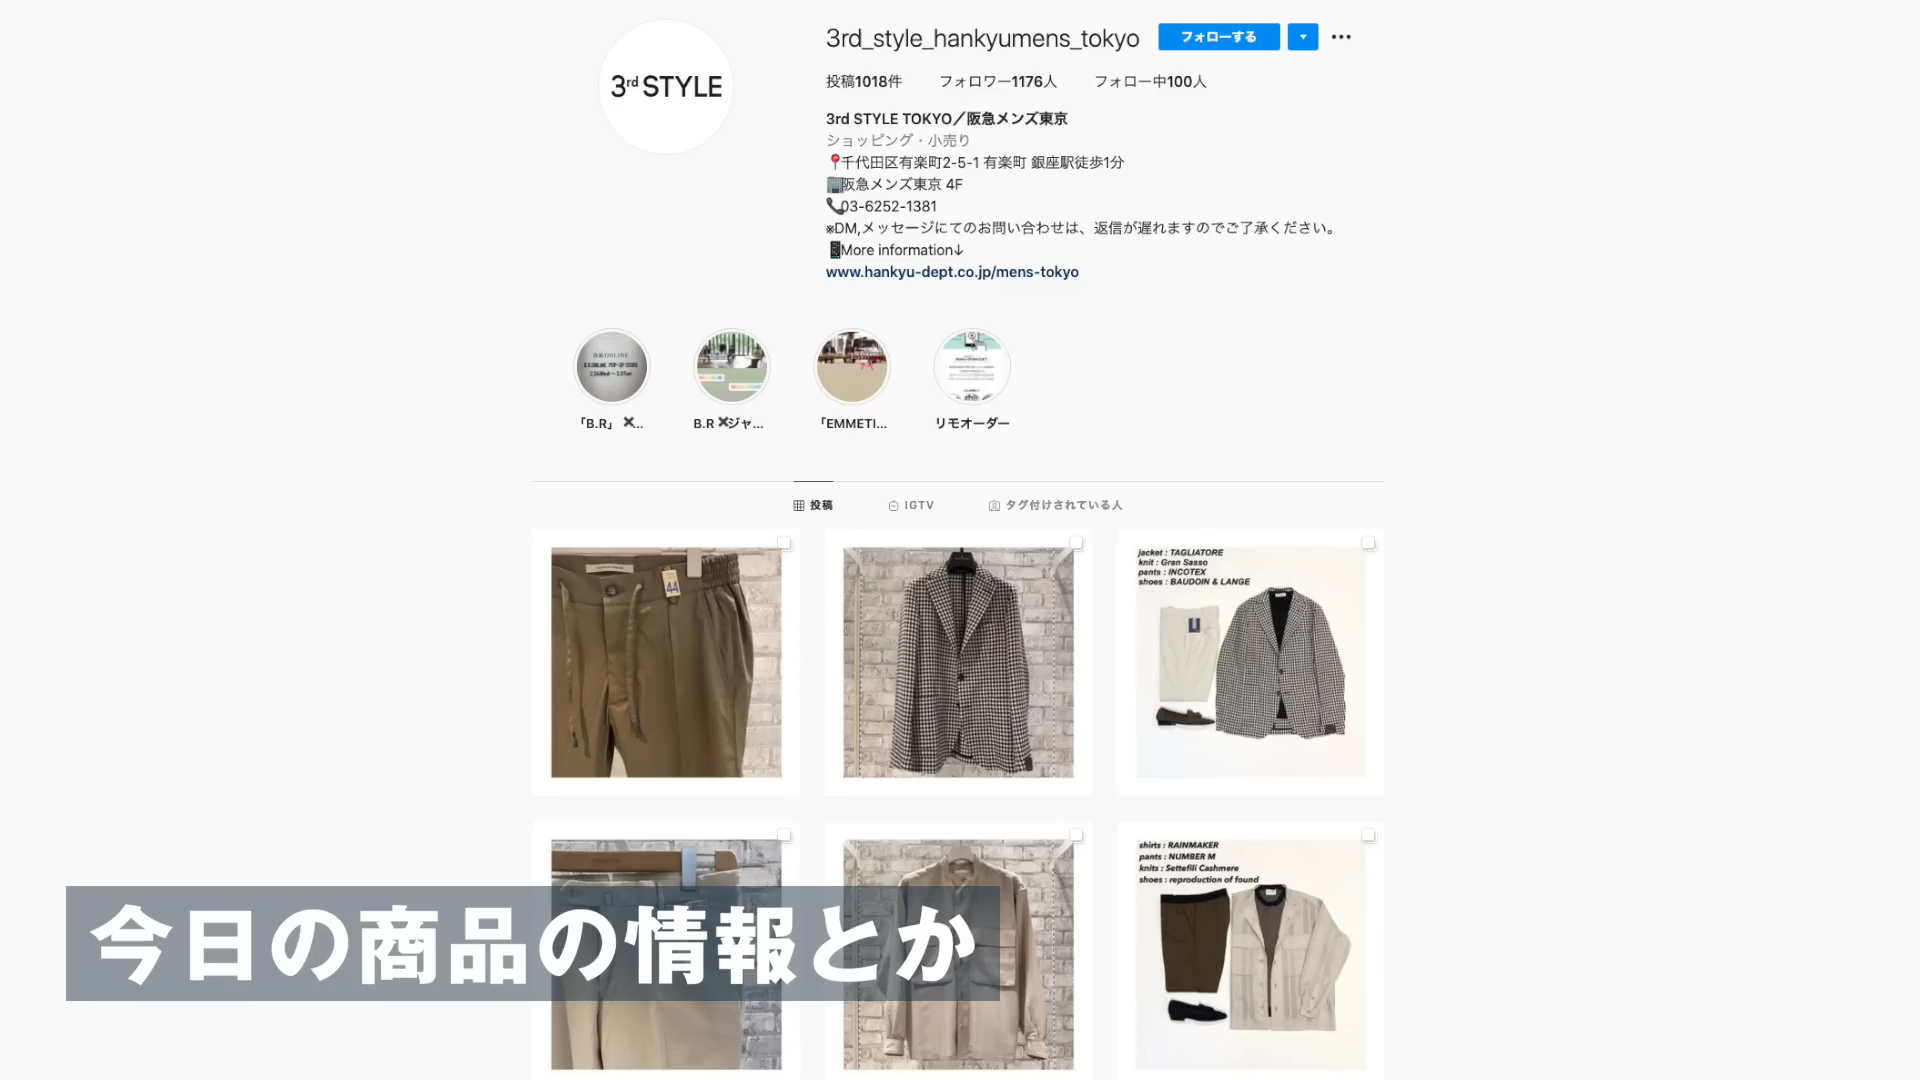 3rd STYLE
3rd_style_hankyumens_tokyo
フォローする
投稿1018件 フォロワー1176人 フォロー中100人
3rd STYLE TOKYO／阪急メンズ東京
ショッピング・小売り
📍千代田区有楽町2-5-1 有楽町 銀座駅徒歩1分
🏢阪急メンズ東京 4F
📞03-6252-1381
※DM,メッセージにてのお問い合わせは、返信が遅れますのでご了承ください。
📱More information↓
www.hankyu-dept.co.jp/mens-tokyo
B.R.ONLINE
「B.R」 ✖...
B.R ✖ジャ...
「EMMETI...
リモオーダー
投稿
IGTV
タグ付けされている人
44
jacket : TAGLIATORE
knit : Gran Sasso
pants : INCOTEX
shoes : BAUDOIN & LANGE
shirts : RAINMAKER
pants : NUMBER M
knits : Settefili Cashmere
shoes : reproduction of found
今日の商品の情報とか